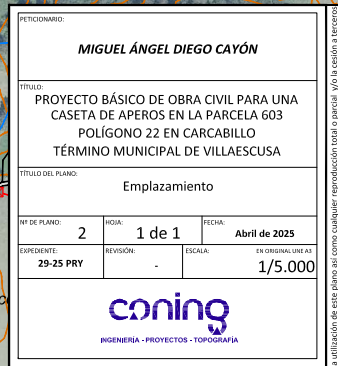 PETICIONARIO:
MIGUEL ÁNGEL DIEGO CAYÓN
TÍTULO:
PROYECTO BÁSICO DE OBRA CIVIL PARA UNA
CASETA DE APEROS EN LA PARCELA 603
POLÍGONO 22 EN CARCABILLO
TÉRMINO MUNICIPAL DE VILLAESCUSA
TÍTULO DEL PLANO:
Emplazamiento
Nº DE PLANO:
2
HOJA:
1 de 1
FECHA:
Abril de 2025
EXPEDIENTE:
29-25 PRY
REVISIÓN:
-
ESCALA:
EN ORIGINAL UNE A3
1/5.000
coning
INGENIERÍA - PROYECTOS - TOPOGRAFÍA
a utilización de este plano así como cualquier reproducción total o parcial y/o la cesión a terceros